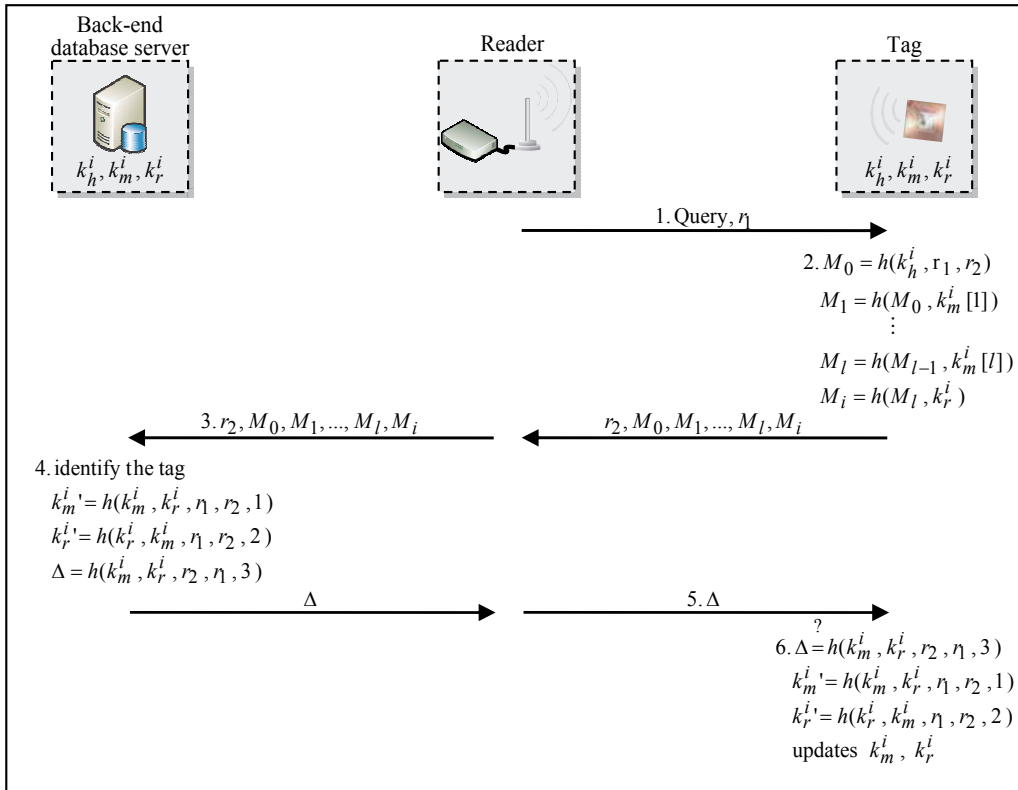 Back-end
database server
Reader
Tag
k_h^i, k_m^i, k_r^i
k_h^i, k_m^i, k_r^i
1. Query, r_1
2. M_0 = h(k_h^i, r_1, r_2)
M_1 = h(M_0, k_m^i[1])
⋮
M_l = h(M_{l-1}, k_m^i[l])
M_i = h(M_l, k_r^i)
3. r_2, M_0, M_1, ..., M_l, M_i
r_2, M_0, M_1, ..., M_l, M_i
4. identify the tag
k_m^i' = h(k_m^i, k_r^i, r_1, r_2, 1)
k_r^i' = h(k_r^i, k_m^i, r_1, r_2, 2)
Δ = h(k_m^i, k_r^i, r_2, r_1, 3)
Δ
5. Δ
?
6. Δ = h(k_m^i, k_r^i, r_2, r_1, 3)
k_m^i' = h(k_m^i, k_r^i, r_1, r_2, 1)
k_r^i' = h(k_r^i, k_m^i, r_1, r_2, 2)
updates k_m^i, k_r^i